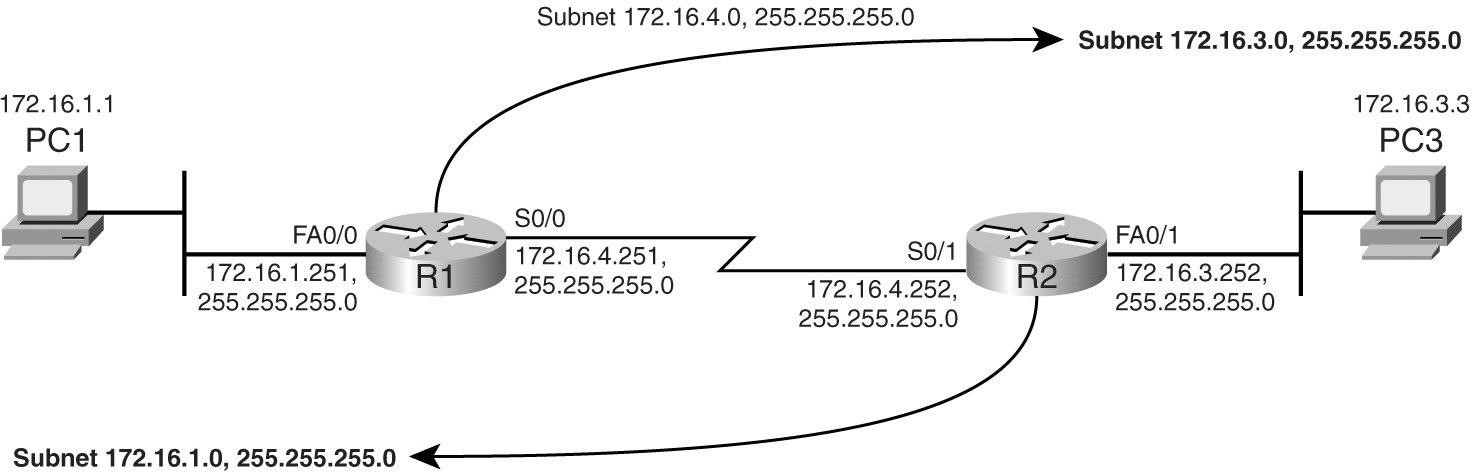 Subnet 172.16.4.0, 255.255.255.0
Subnet 172.16.3.0, 255.255.255.0
172.16.1.1
PC1
172.16.3.3
PC3
FA0/0
172.16.1.251,
255.255.255.0
R1
S0/0
172.16.4.251,
255.255.255.0
S0/1
172.16.4.252,
255.255.255.0
R2
FA0/1
172.16.3.252,
255.255.255.0
Subnet 172.16.1.0, 255.255.255.0